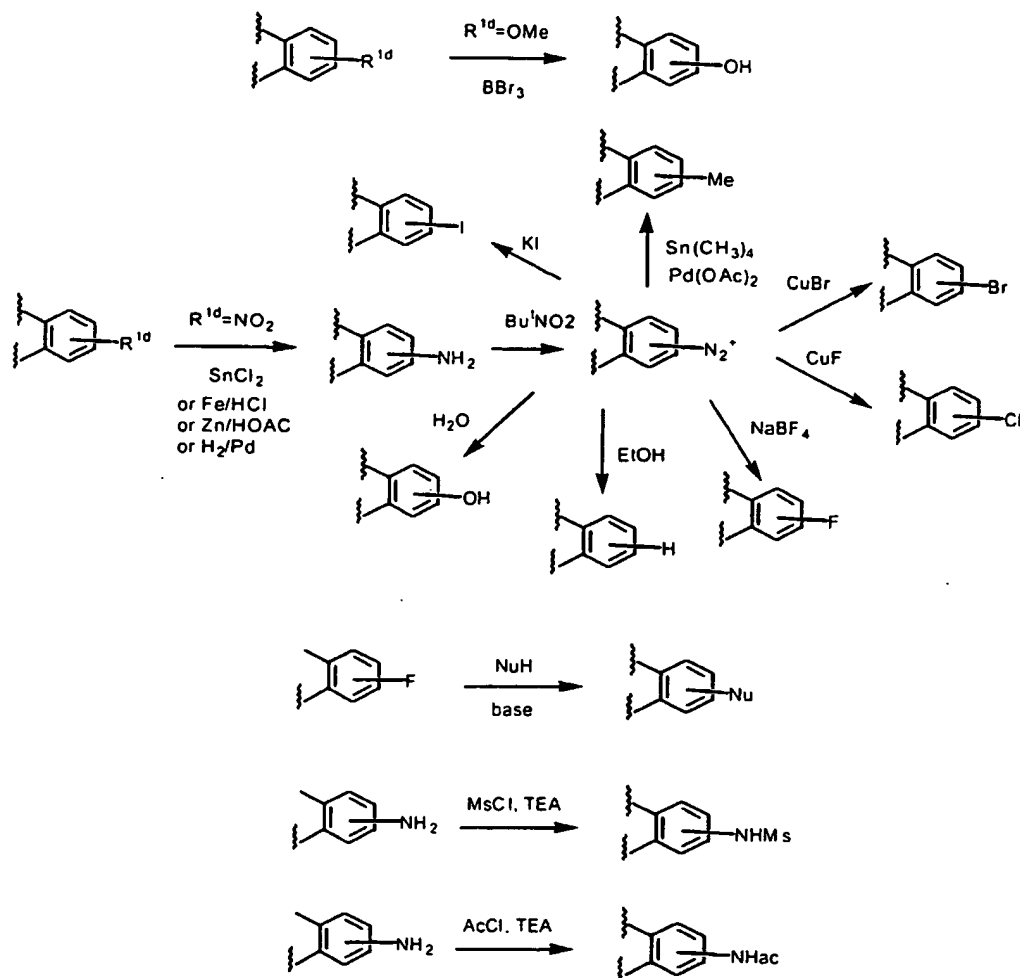 R¹ᵈ=OMe
R¹ᵈ
BBr₃
OH
Me
I
KI
Sn(CH₃)₄
Pd(OAc)₂
CuBr
Br
R¹ᵈ
R¹ᵈ=NO₂
SnCl₂
or Fe/HCl
or Zn/HOAC
or H₂/Pd
NH₂
BuᵗNO2
N₂⁺
CuF
Cl
H₂O
OH
EtOH
H
NaBF₄
F
F
NuH
base
Nu
NH₂
MsCl, TEA
NHMs
NH₂
AcCl, TEA
NHac